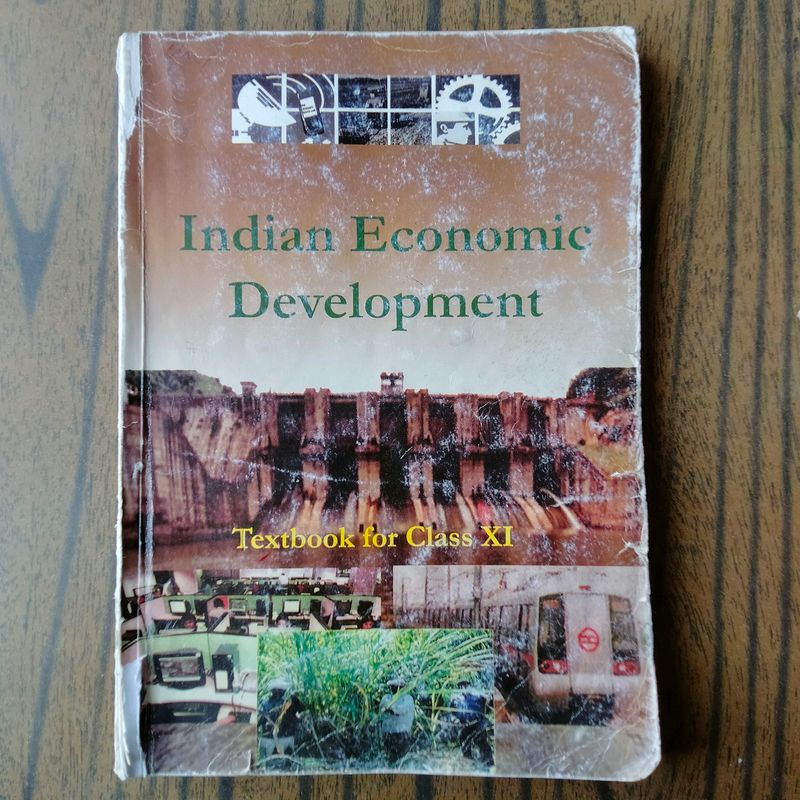 Indian Economic
Development
Textbook for Class XI